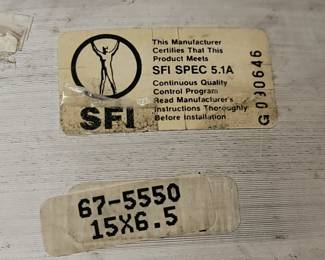 This Manufacturer
Certifies That This
Product Meets
SFI SPEC 5.1A
Continuous Quality
Control Program
Read Manufacturer's
Instructions Thoroughly
Before Installation
SFI
67-5550
15X6.5